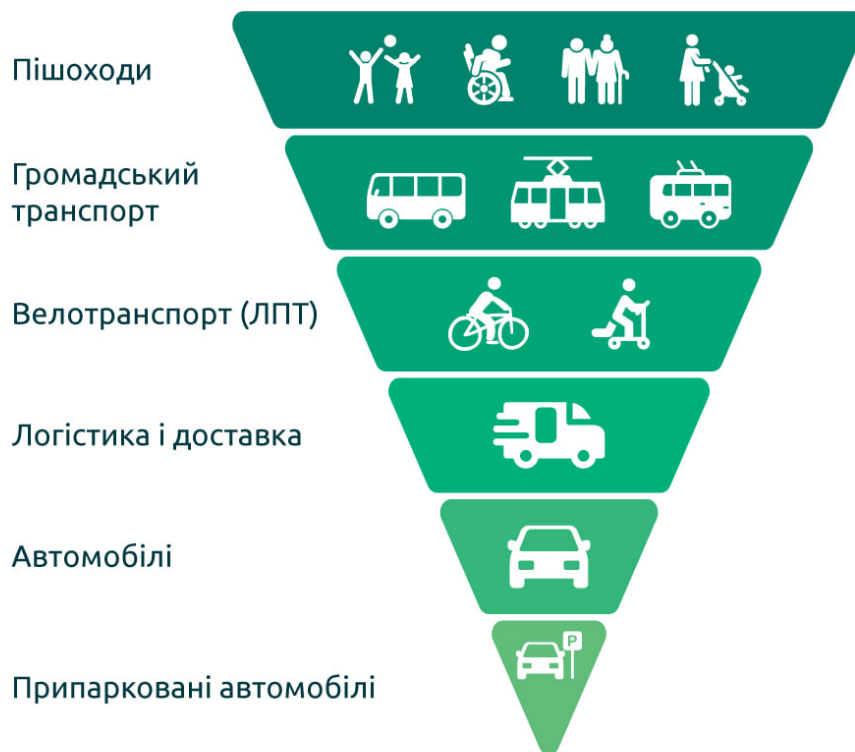 Пішоходи
Громадський
транспорт
Велотранспорт (ЛПТ)
Логістика і доставка
Автомобілі
P
Припарковані автомобілі